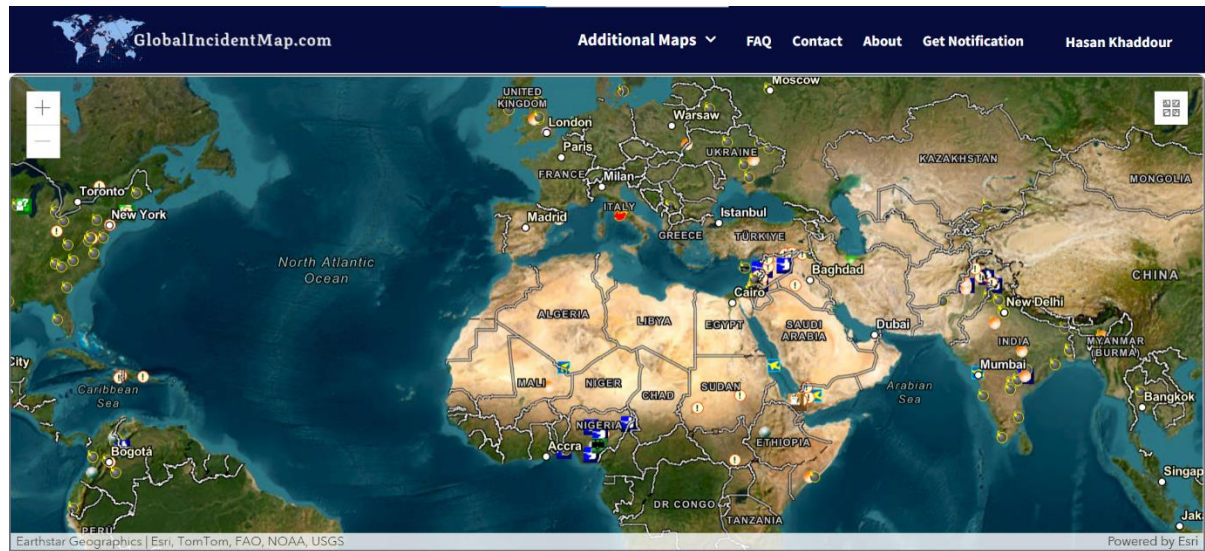 GlobalIncidentMap.com
Additional Maps
FAQ
Contact
About
Get Notification
Hasan Khaddour
+
−
Moscow
UNITED
KINGDOM
London
Warsaw
Paris
UKRAINE
KAZAKHSTAN
FRANCE
Milan
MONGOLIA
Toronto
New York
ITALY
Madrid
Istanbul
GREECE
TÜRKIYE
North Atlantic
Ocean
Baghdad
CHINA
Cairo
New Delhi
ALGERIA
LIBYA
EGYPT
SAUDI
ARABIA
Dubai
INDIA
MYANMAR
(BURMA)
City
Mumbai
Caribbean
Sea
MALI
NIGER
CHAD
SUDAN
Arabian
Sea
Bangkok
NIGERIA
Accra
ETHIOPIA
Bogotá
Singap
DR CONGO
TANZANIA
Jak
PERU
Earthstar Geographics | Esri, TomTom, FAO, NOAA, USGS
Powered by Esri